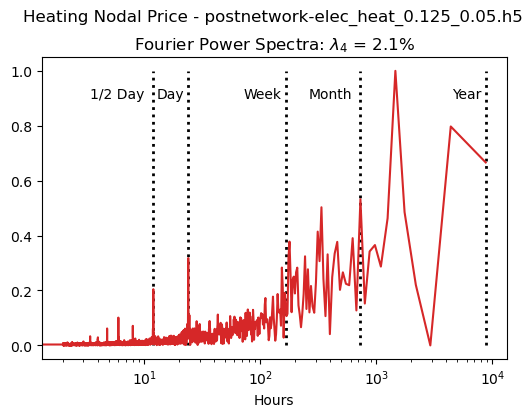 Heating Nodal Price - postnetwork-elec_heat_0.125_0.05.h5
Fourier Power Spectra: λ₄ = 2.1%
1/2 Day
Day
Week
Month
Year
1.0
0.8
0.6
0.4
0.2
0.0
10¹
10²
10³
10⁴
Hours